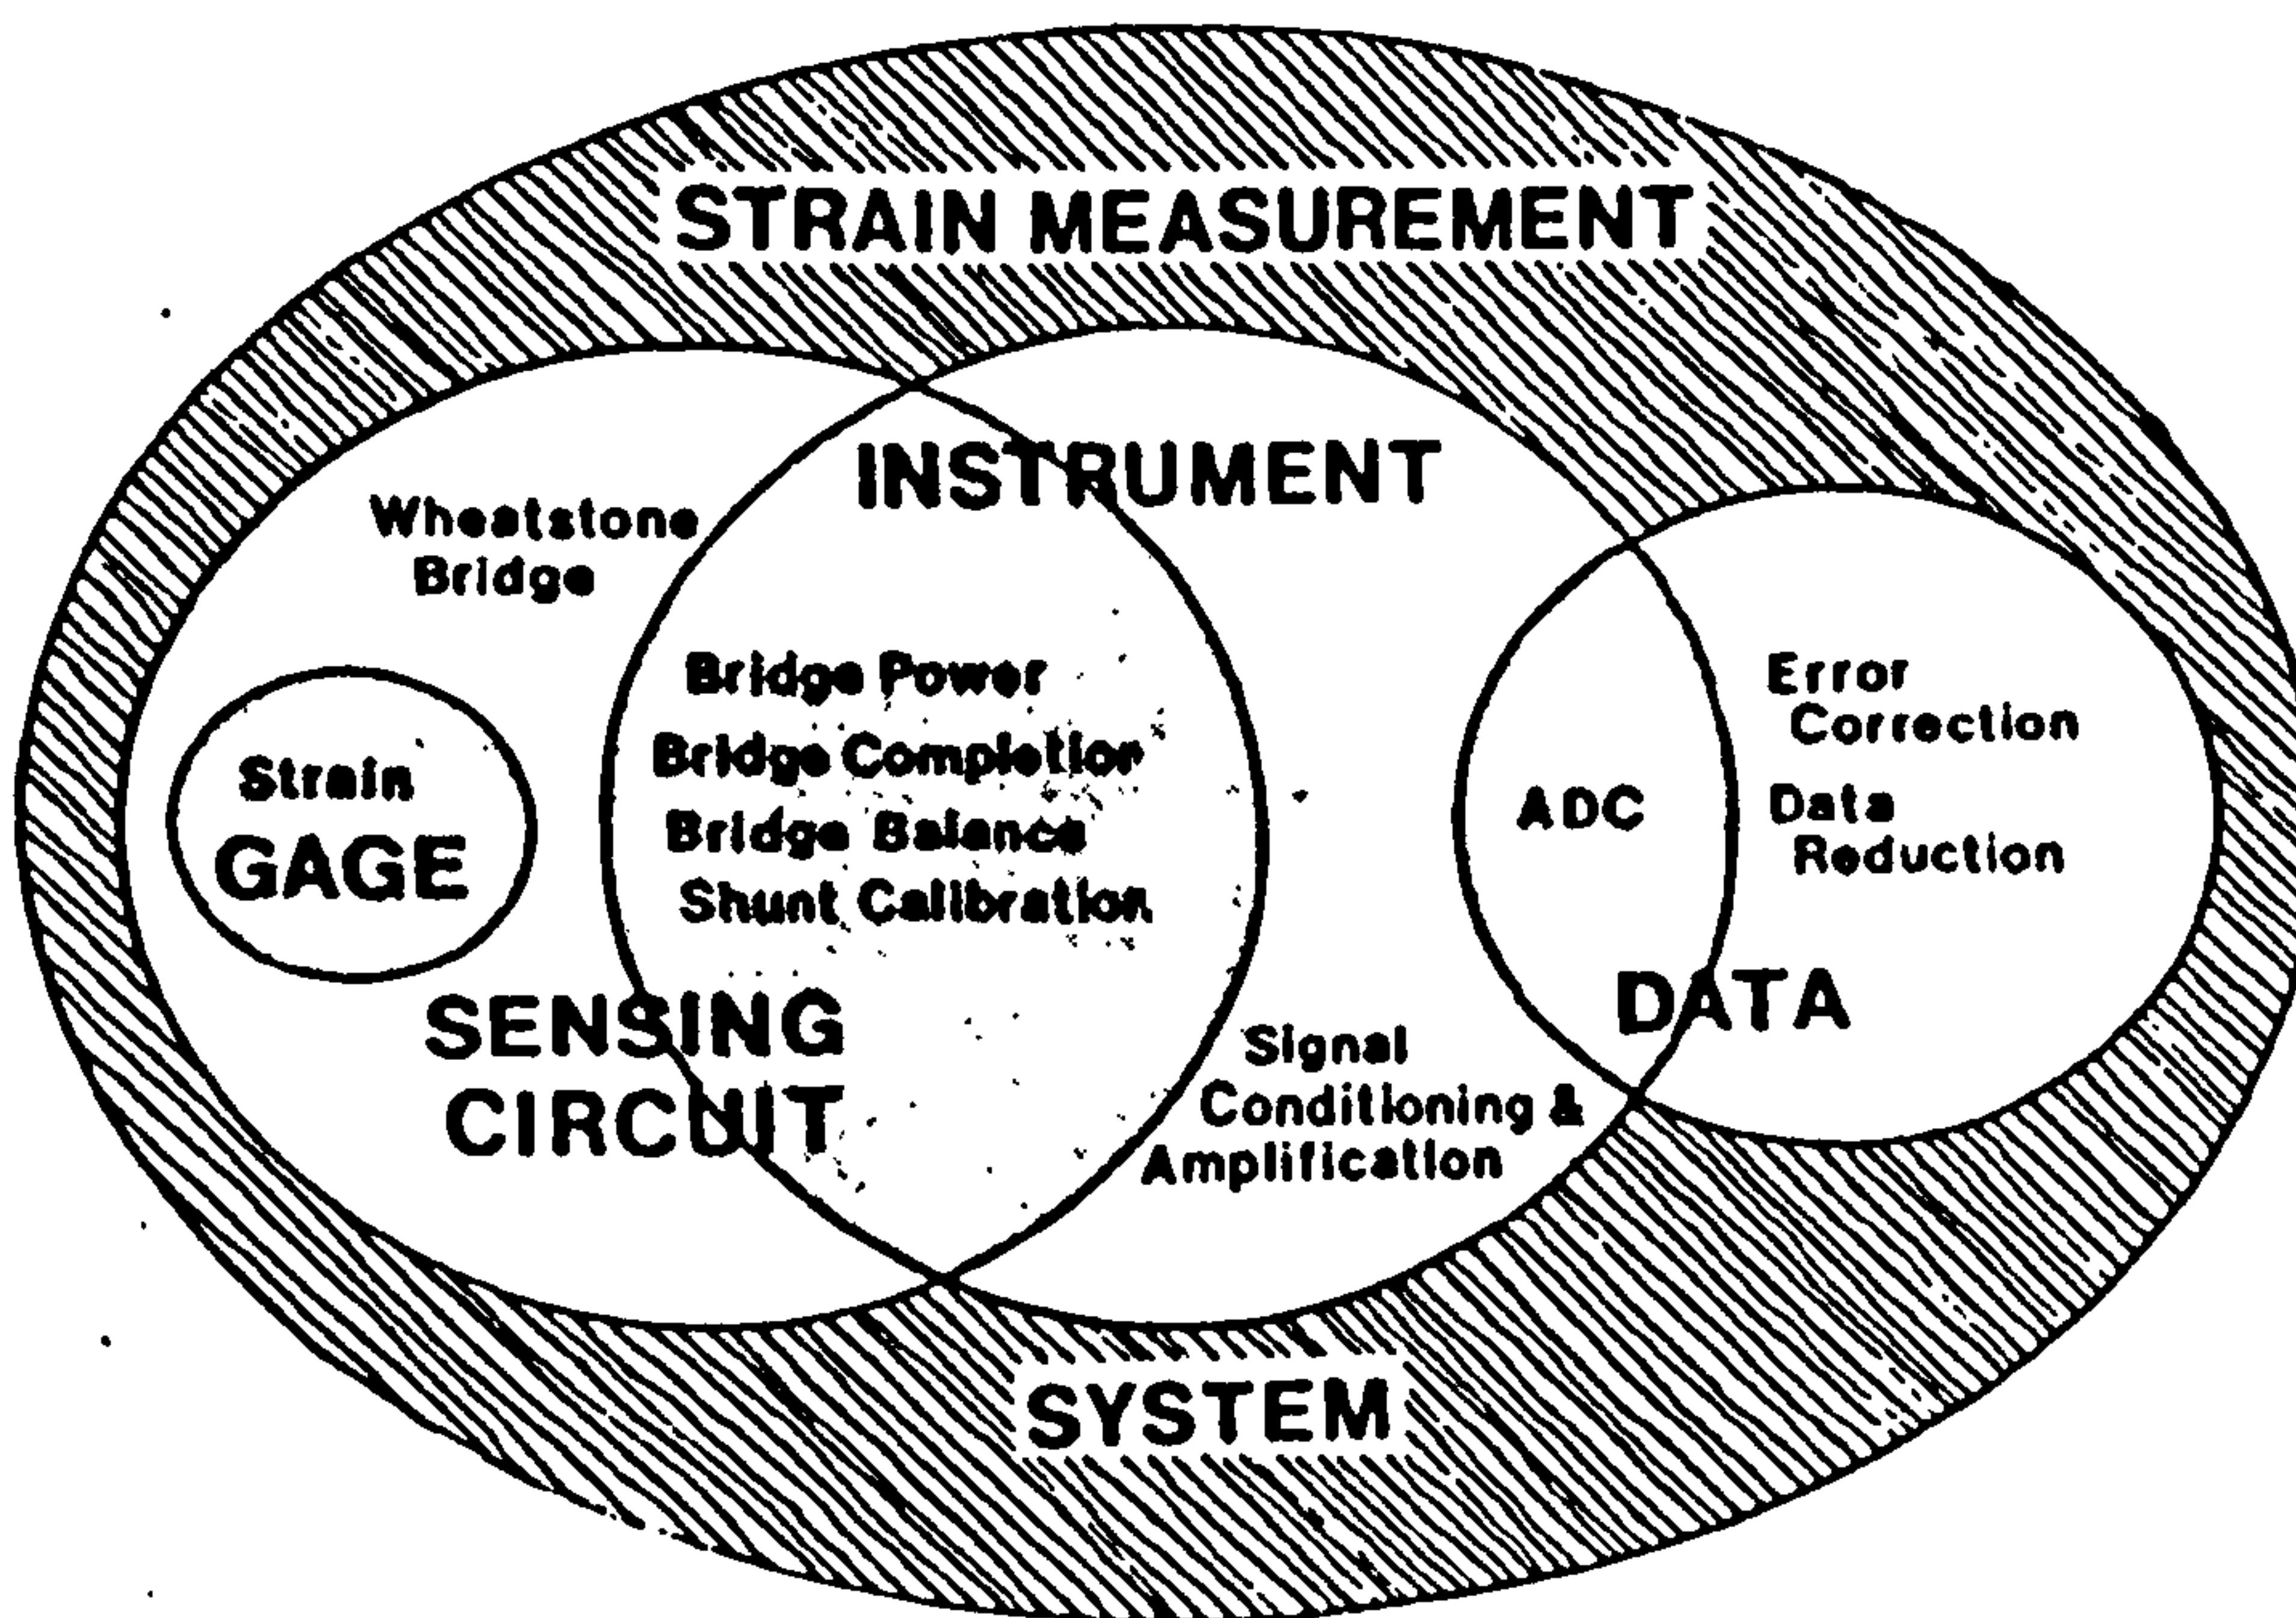 STRAIN MEASUREMENT
INSTRUMENT
Wheatstone
Bridge
Bridge Power
Bridge Completion
Bridge Balance
Shunt Calibration
Strain
GAGE
SENSING
CIRCUIT
ADC
Error
Correction
Data
Reduction
DATA
Signal
Conditioning &
Amplification
SYSTEM